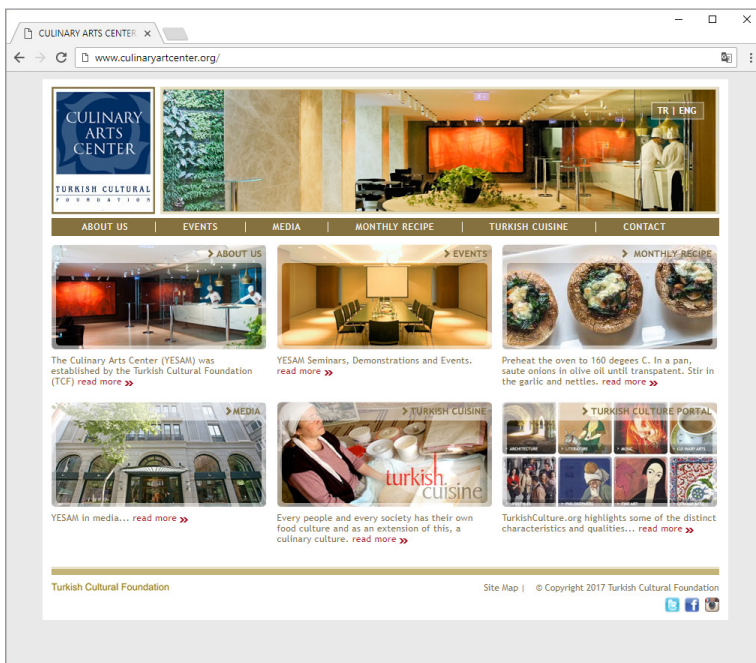 CULINARY ARTS CENTER
www.culinaryartcenter.org/
CULINARY
ARTS
CENTER
TURKISH CULTURAL
FOUNDATION
TR | ENG
ABOUT US | EVENTS | MEDIA | MONTHLY RECIPE | TURKISH CUISINE | CONTACT
ABOUT US
The Culinary Arts Center (YESAM) was
established by the Turkish Cultural Foundation
(TCF) read more
EVENTS
YESAM Seminars, Demonstrations and Events.
read more
MONTHLY RECIPE
Preheat the oven to 160 degees C. In a pan,
saute onions in olive oil until transpatent. Stir in
the garlic and nettles. read more
MEDIA
YESAM in media... read more
TURKISH CUISINE
turkish
cuisine
Every people and every society has their own
food culture and as an extension of this, a
culinary culture. read more
TURKISH CULTURE PORTAL
ARCHITECTURE LITERATURE MUSIC CULINARY ARTS
TurkishCulture.org highlights some of the distinct
characteristics and qualities... read more
Turkish Cultural Foundation
Site Map | © Copyright 2017 Turkish Cultural Foundation